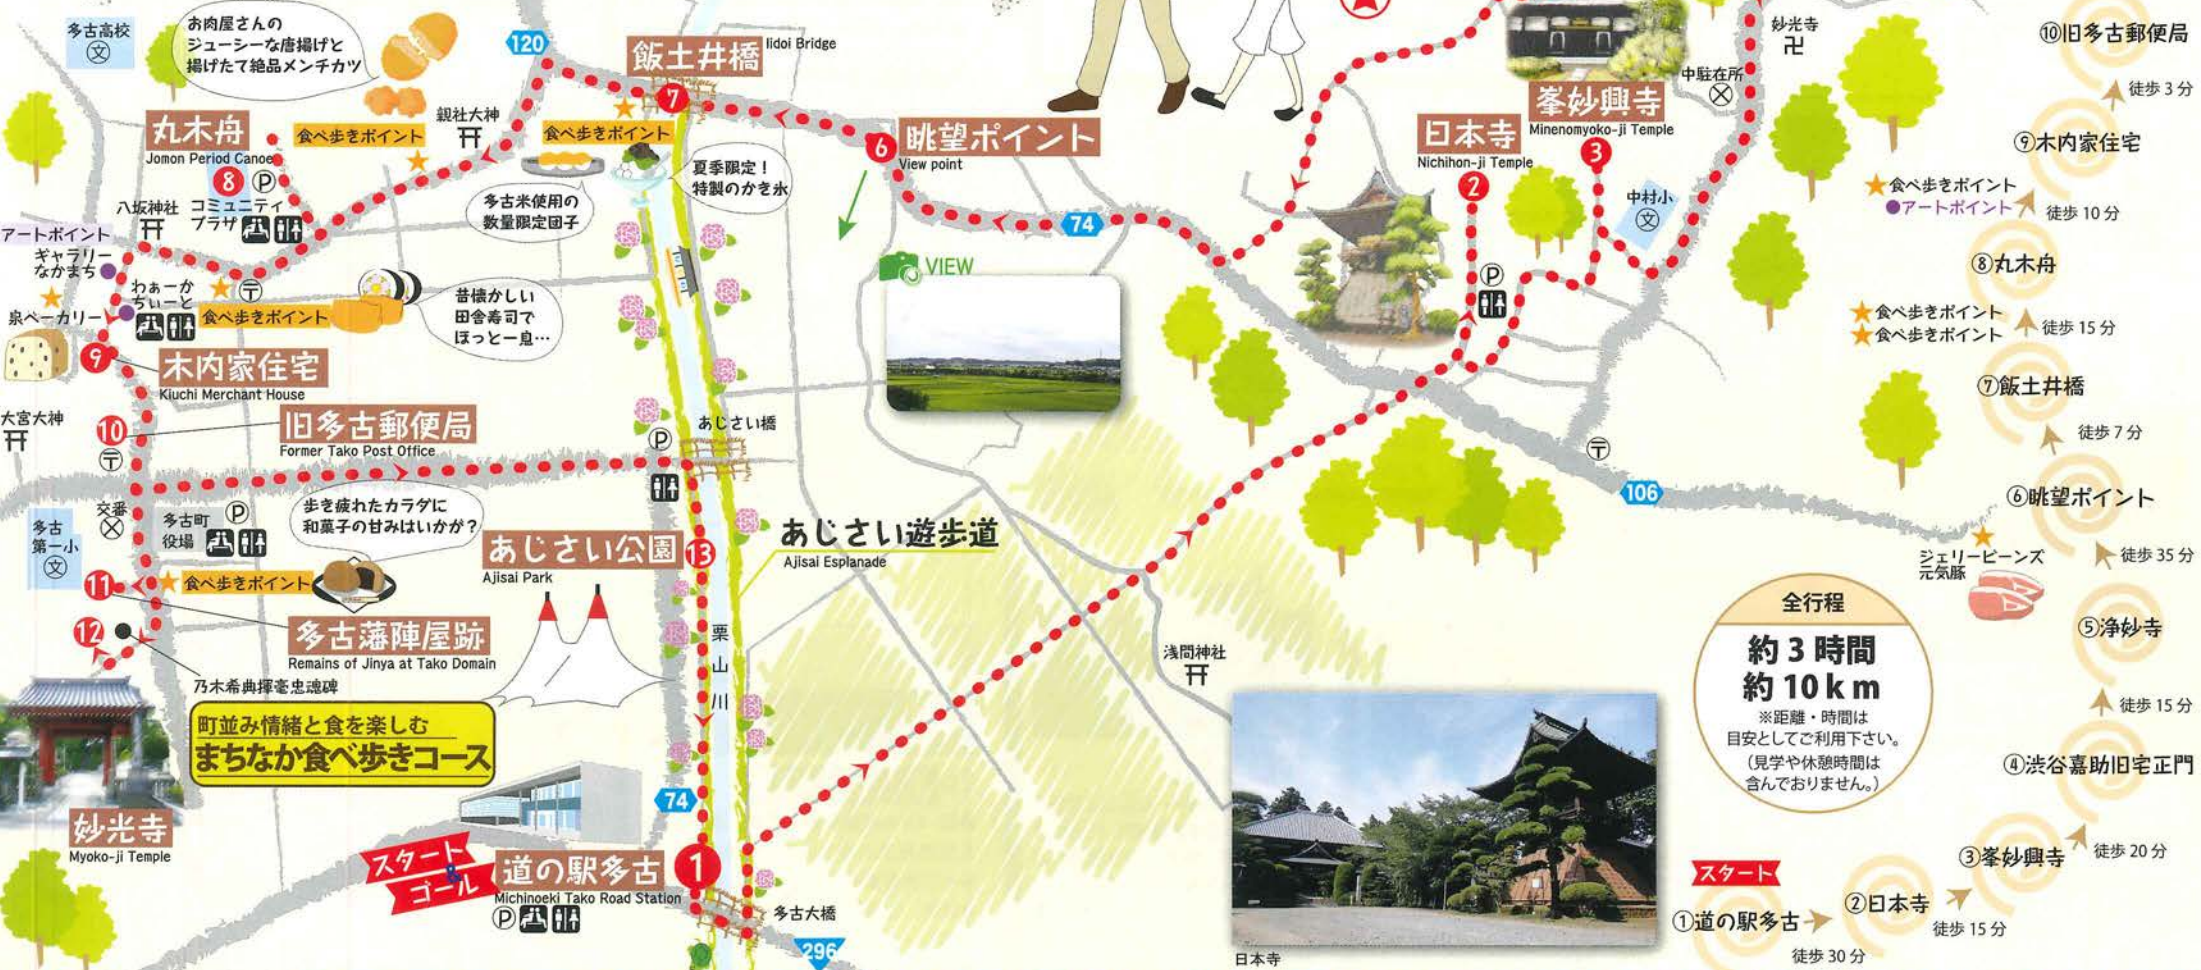 多古高校
文
お肉屋さんの
ジューシーな唐揚げと
揚げたて絶品メンチカツ
120
飯土井橋
Iidoi Bridge
7
妙光寺
中駐在所
峯妙興寺
Minenomyoko-ji Temple
3
日本寺
Nichihon-ji Temple
2
丸木舟
Jomon Period Canoe
8
P
コミュニティ
プラザ
食べ歩きポイント
親社大神
食べ歩きポイント
多古米使用の
数量限定団子
夏季限定！
特製のかき氷
6
眺望ポイント
View point
74
VIEW
中村小
文
P
八坂神社
アートポイント
ギャラリー
なかまち
わぁーか
ちぃーと
泉ベーカリー
食べ歩きポイント
昔懐かしい
田舎寿司で
ほっと一息…
9
木内家住宅
Kiuchi Merchant House
大宮大神
10
旧多古郵便局
Former Tako Post Office
P
あじさい橋
交番
多古町
役場
P
歩き疲れたカラダに
和菓子の甘みはいかが？
多古
第一小
文
11
食べ歩きポイント
あじさい公園
Ajisai Park
13
あじさい遊歩道
Ajisai Esplanade
12
多古藩陣屋跡
Remains of Jinya at Tako Domain
乃木希典揮毫忠魂碑
栗山川
浅間神社
106
ジェリービーンズ
元気豚
町並み情緒と食を楽しむ
まちなか食べ歩きコース
妙光寺
Myoko-ji Temple
74
スタート
&
ゴール
道の駅多古
Michinoeki Tako Road Station
P
1
多古大橋
296
日本寺
全行程
約3時間
約10km
※距離・時間は
目安としてご利用下さい。
（見学や休憩時間は
含んでおりません。）
⑩旧多古郵便局
徒歩3分
⑨木内家住宅
食べ歩きポイント
アートポイント
徒歩10分
⑧丸木舟
食べ歩きポイント
食べ歩きポイント
徒歩15分
⑦飯土井橋
徒歩7分
⑥眺望ポイント
徒歩35分
⑤浄妙寺
徒歩15分
④渋谷嘉助旧宅正門
徒歩20分
③峯妙興寺
徒歩15分
②日本寺
徒歩30分
①道の駅多古
スタート